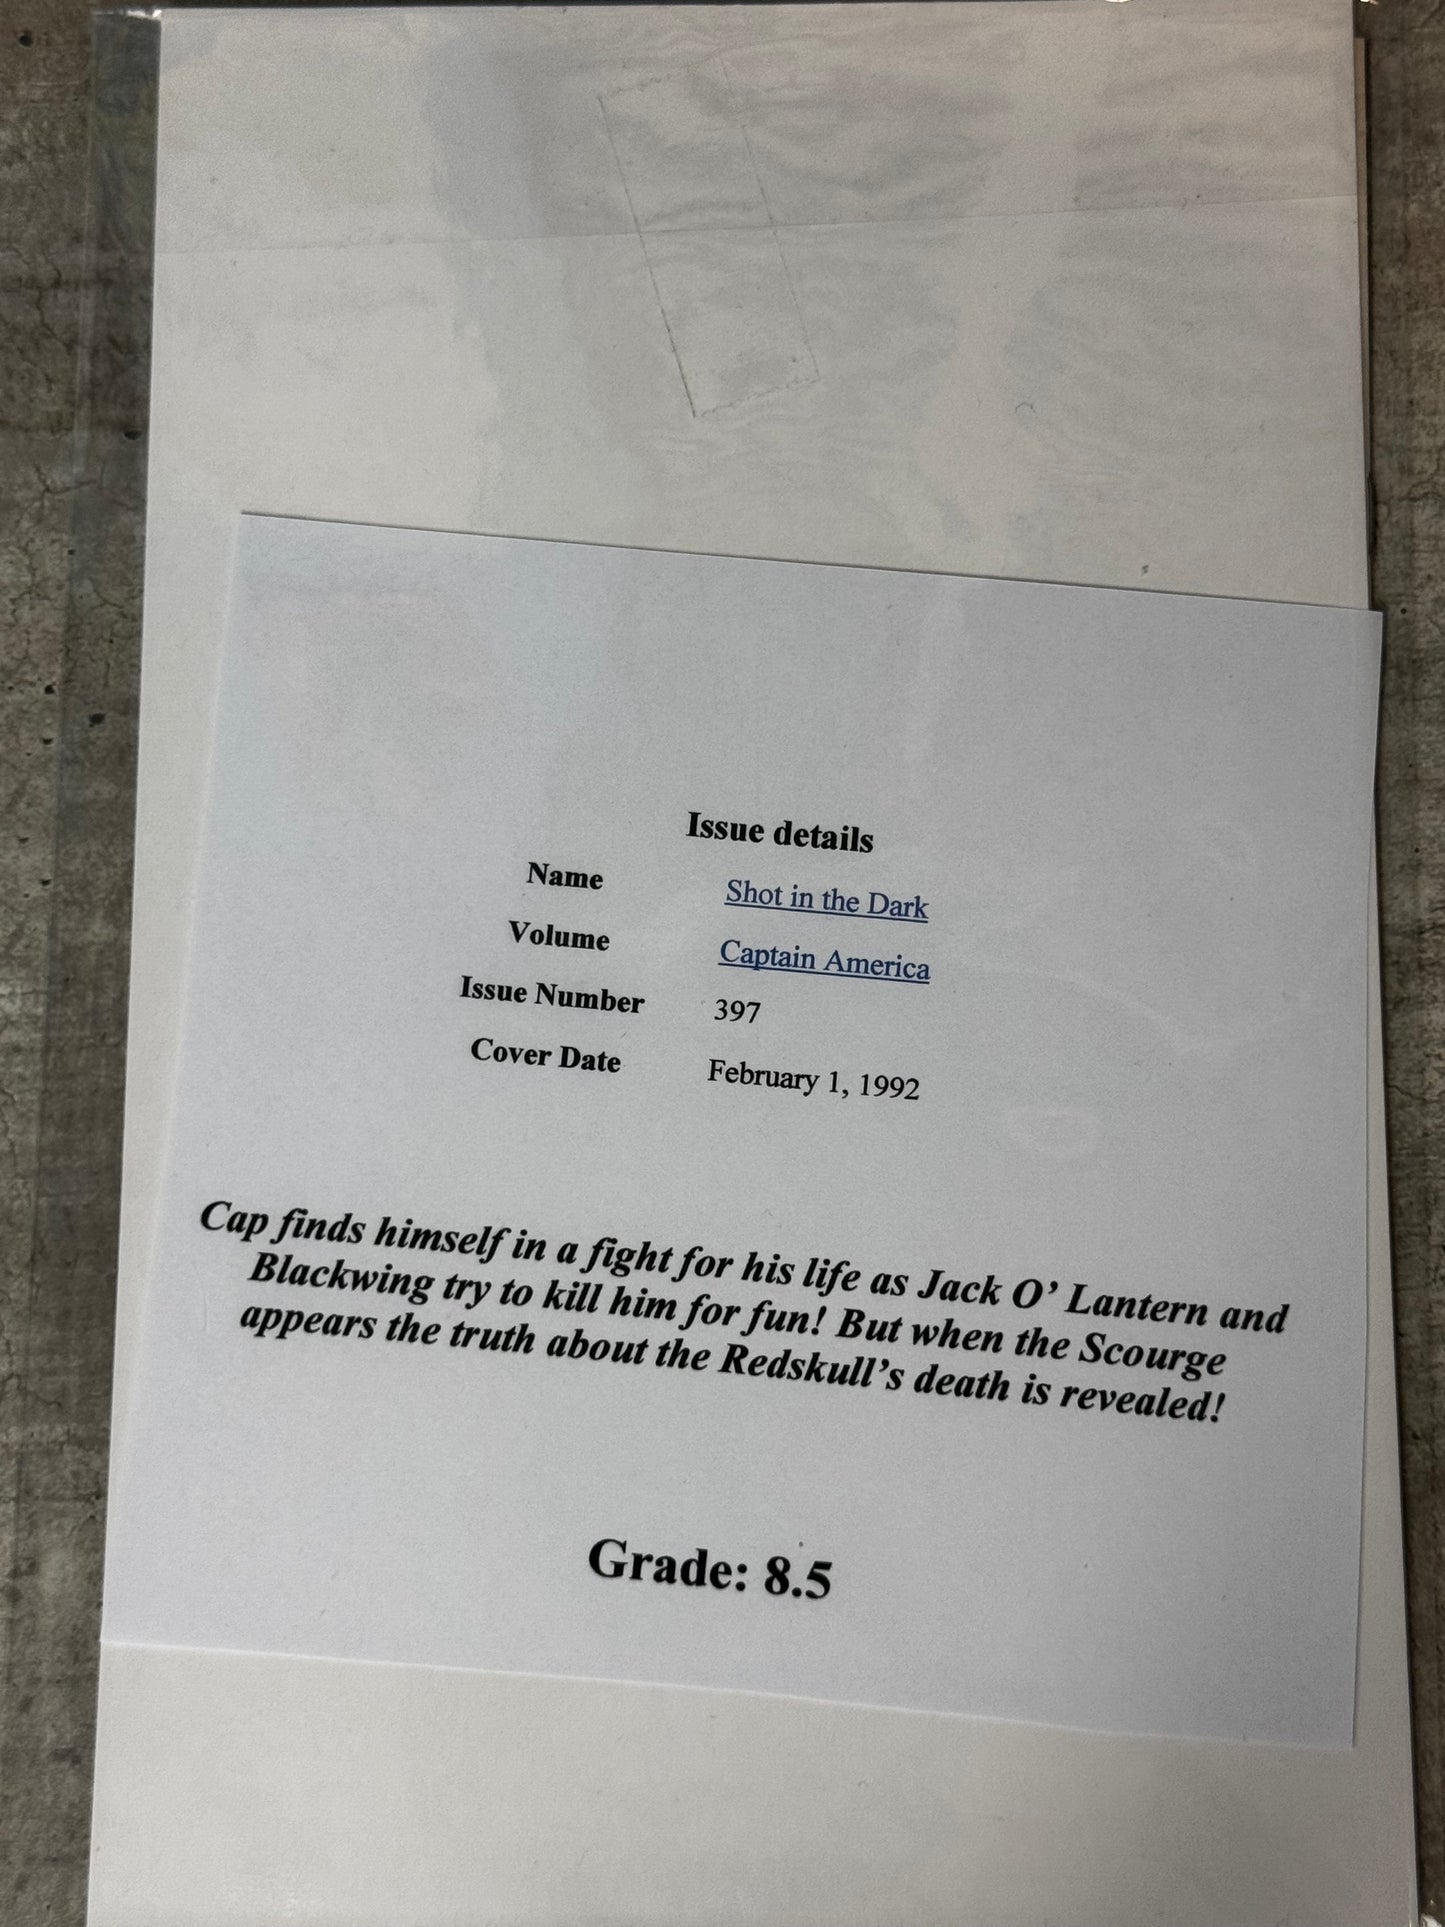 Issue details
Name Shot in the Dark
Volume Captain America
Issue Number 397
Cover Date February 1, 1992
Cap finds himself in a fight for his life as Jack O’ Lantern and
Blackwing try to kill him for fun! But when the Scourge
appears the truth about the Redskull’s death is revealed!
Grade: 8.5